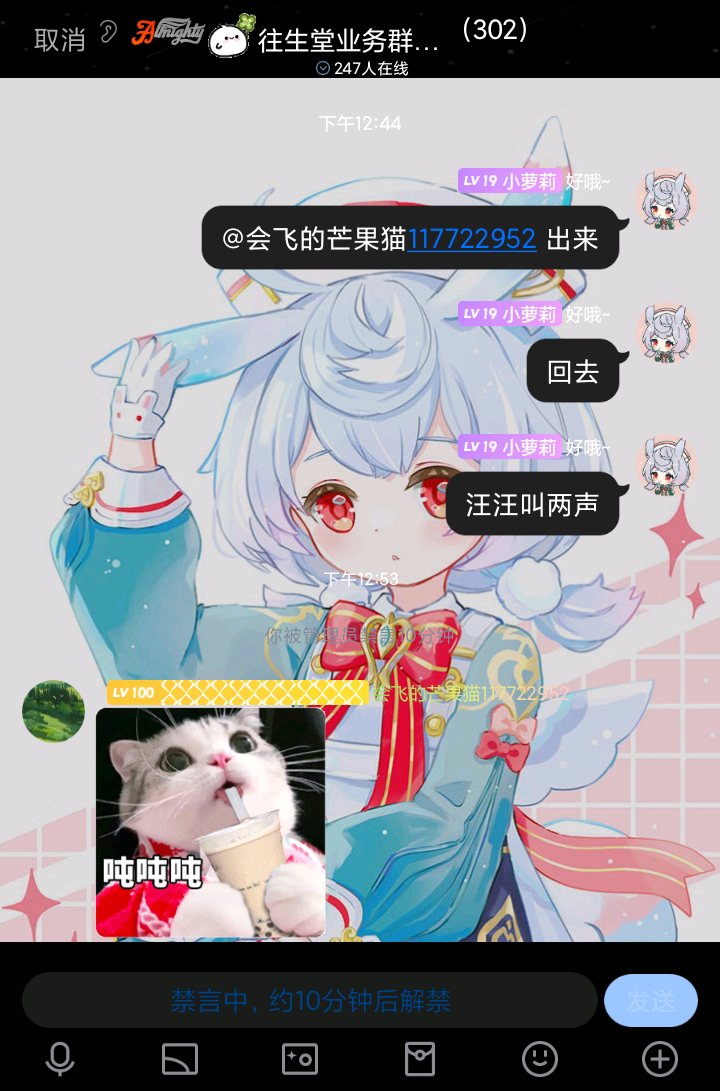 取消 Almighty 往生堂业务群... (302)
247人在线
下午12:44
LV 19 小萝莉 好哦~
@会飞的芒果猫117722952 出来
LV 19 小萝莉 好哦~
回去
LV 19 小萝莉 好哦~
汪汪叫两声
下午12:53
你被管理员禁言10分钟
LV 100 会飞的芒果猫117722952
吨吨吨
禁言中，约10分钟后解禁 发送